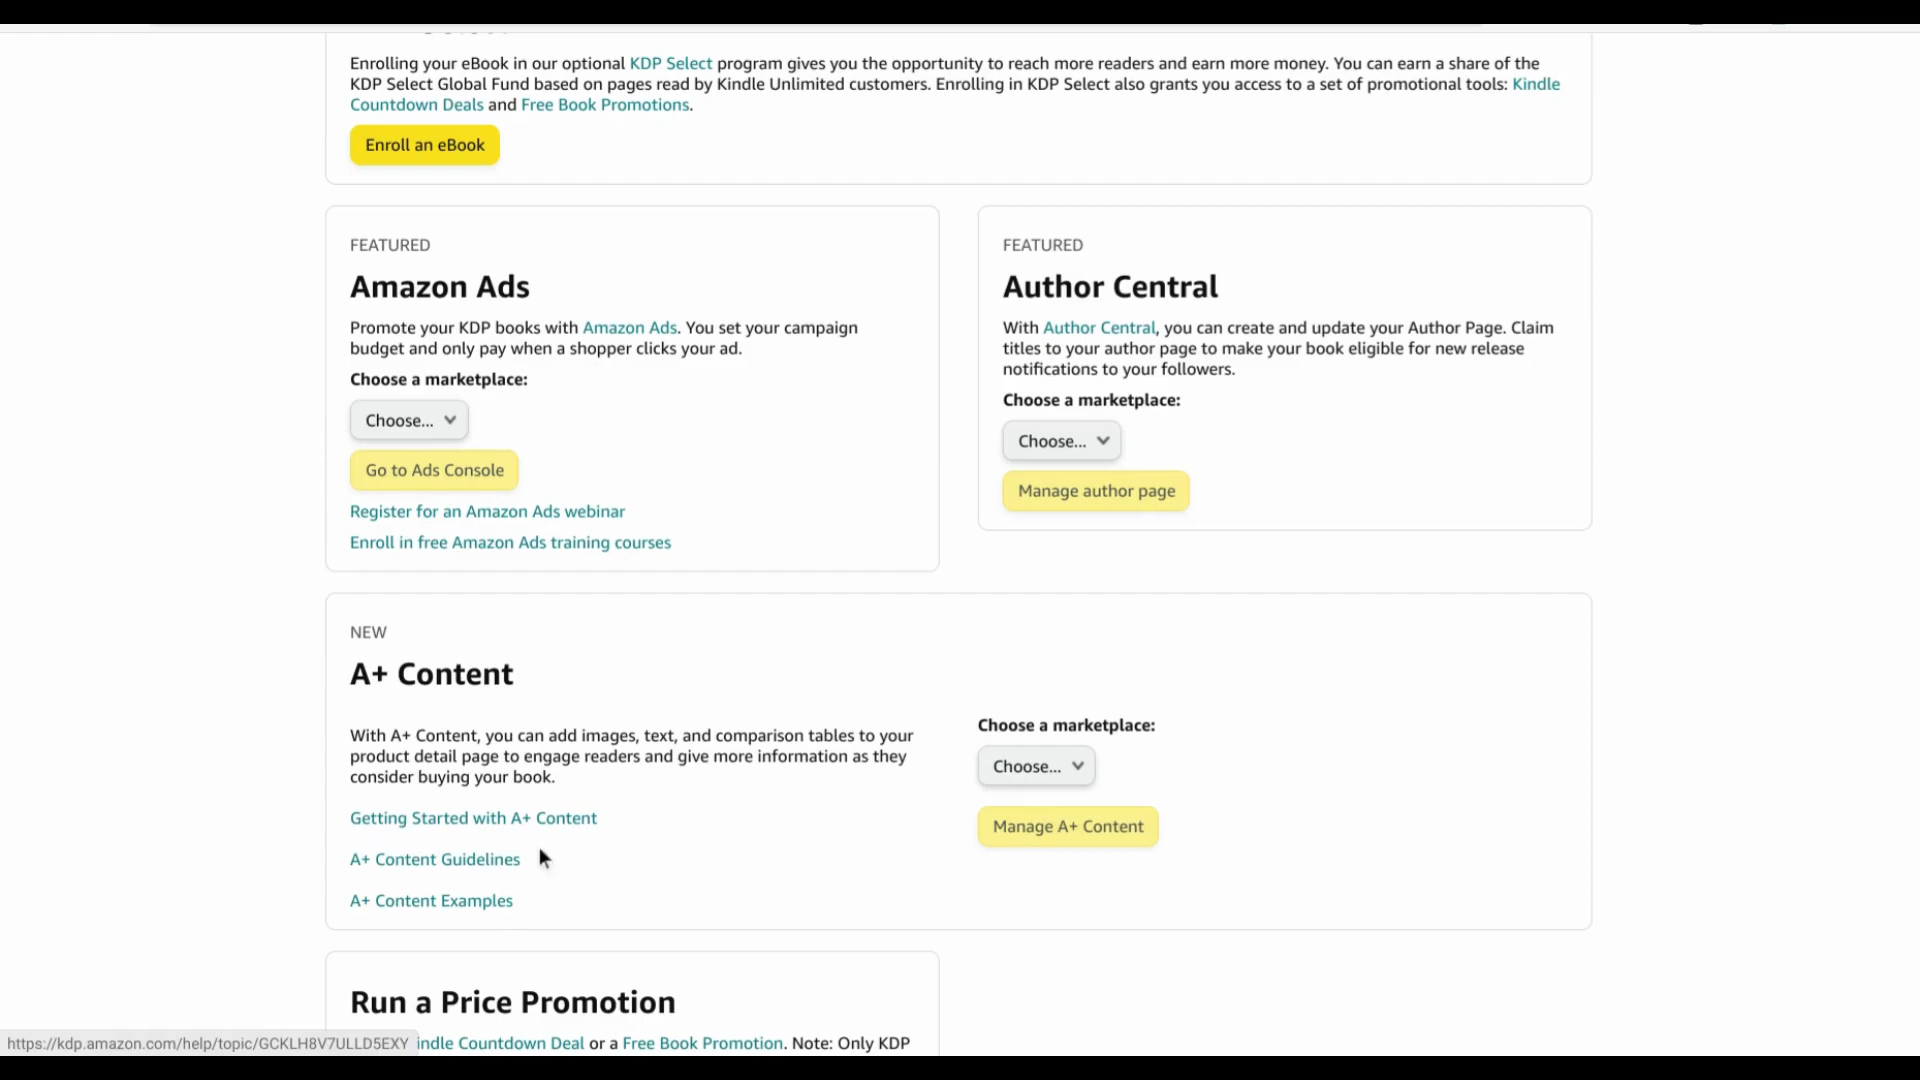 Enrolling your eBook in our optional KDP Select program gives you the opportunity to reach more readers and earn more money. You can earn a share of the
KDP Select Global Fund based on pages read by Kindle Unlimited customers. Enrolling in KDP Select also grants you access to a set of promotional tools: Kindle
Countdown Deals and Free Book Promotions.
Enroll an eBook
FEATURED
Amazon Ads
Promote your KDP books with Amazon Ads. You set your campaign
budget and only pay when a shopper clicks your ad.
Choose a marketplace:
Choose...
Go to Ads Console
Register for an Amazon Ads webinar
Enroll in free Amazon Ads training courses
FEATURED
Author Central
With Author Central, you can create and update your Author Page. Claim
titles to your author page to make your book eligible for new release
notifications to your followers.
Choose a marketplace:
Choose...
Manage author page
NEW
A+ Content
With A+ Content, you can add images, text, and comparison tables to your
product detail page to engage readers and give more information as they
consider buying your book.
Getting Started with A+ Content
A+ Content Guidelines
A+ Content Examples
Choose a marketplace:
Choose...
Manage A+ Content
Run a Price Promotion
indle Countdown Deal or a Free Book Promotion. Note: Only KDP
https://kdp.amazon.com/help/topic/GCKLH8V7ULLD5EXY